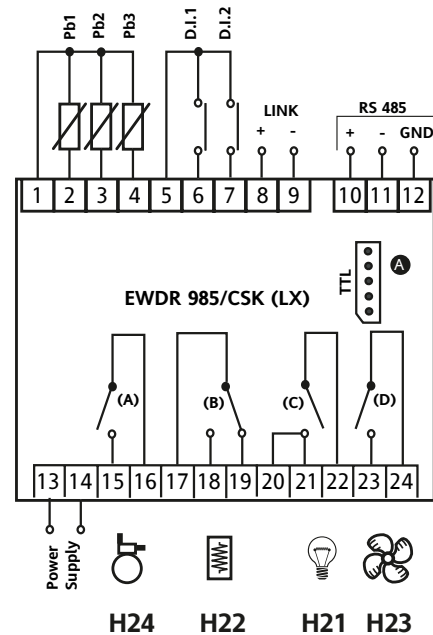 Pb1 Pb2 Pb3 D.I.1 D.I.2
LINK RS 485
+ - + - GND
1 2 3 4 5 6 7 8 9 10 11 12
TTL A
EWDR 985/CSK (LX)
(A) (B) (C) (D)
13 14 15 16 17 18 19 20 21 22 23 24
Power
Supply
H24 H22 H21 H23